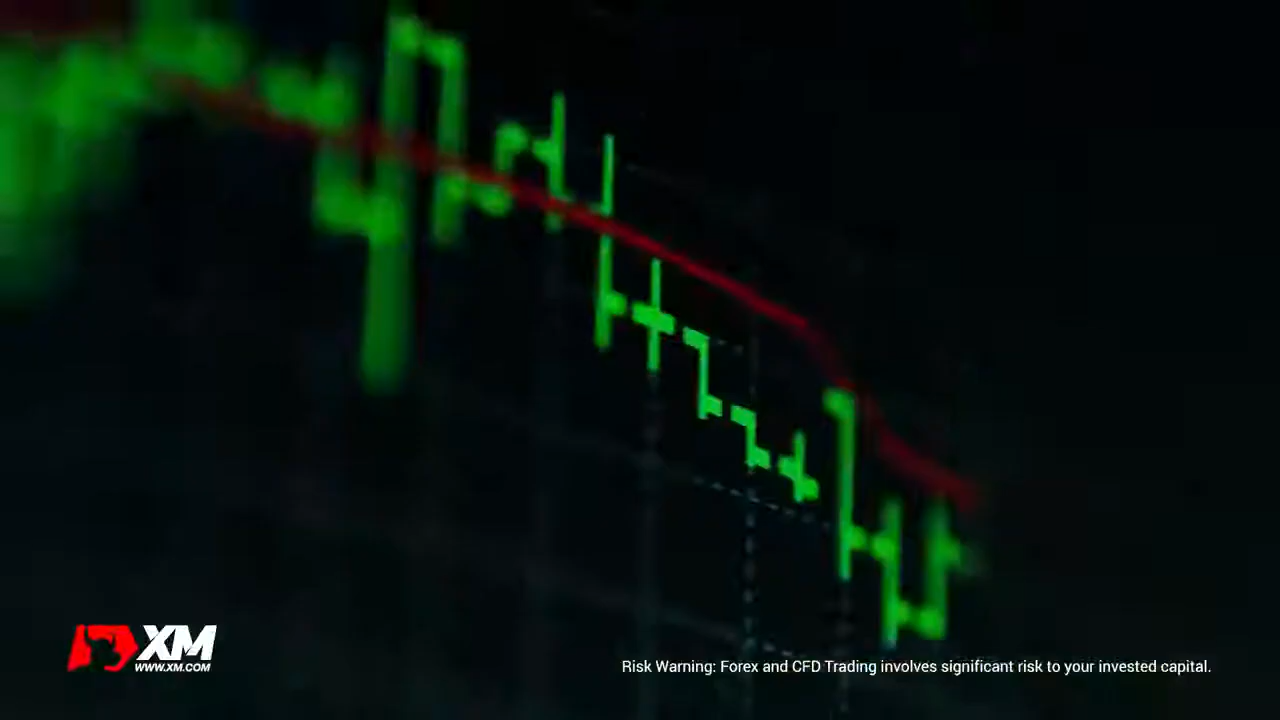 XM
WWW.XM.COM
Risk Warning: Forex and CFD Trading involves significant risk to your invested capital.